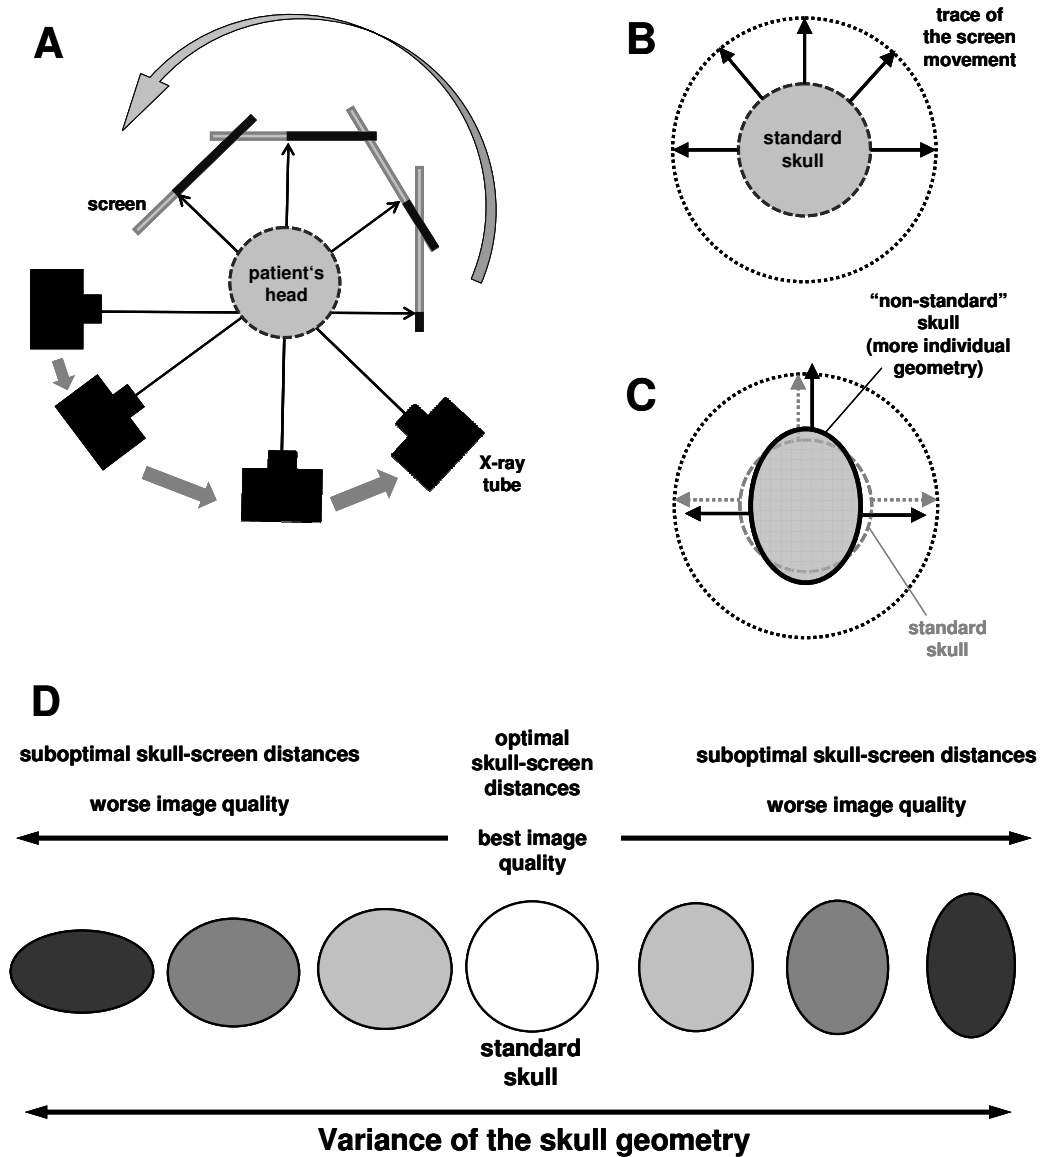 A
screen
patient‘s
head
X-ray
tube
B
trace of
the screen
movement
standard
skull
“non-standard”
skull
(more individual
geometry)
C
standard
skull
D
suboptimal skull-screen distances
worse image quality
optimal
skull-screen
distances
best image
quality
suboptimal skull-screen distances
worse image quality
standard
skull
Variance of the skull geometry